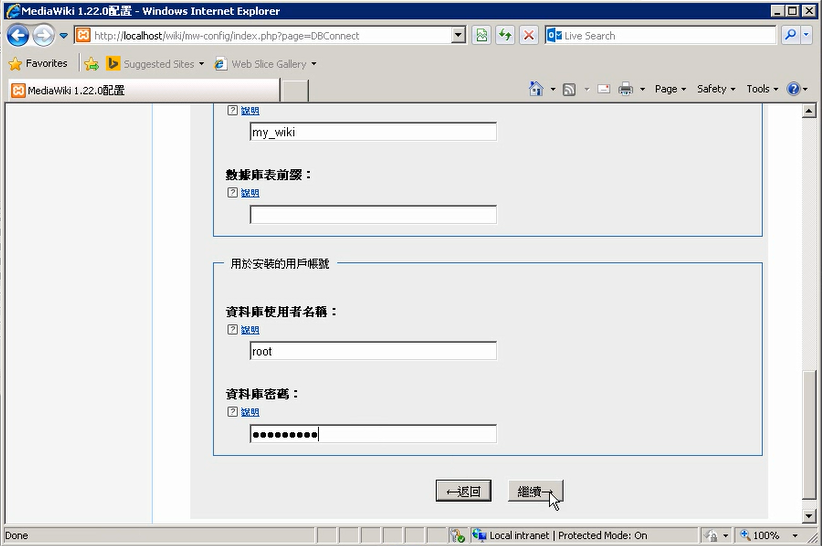 MediaWiki 1.22.0配置 - Windows Internet Explorer
http://localhost/wiki/mw-config/index.php?page=DBConnect
Live Search
Favorites
Suggested Sites
Web Slice Gallery
MediaWiki 1.22.0配置
Page
Safety
Tools
說明
my_wiki
數據庫表前綴：
說明
用於安裝的用戶帳號
資料庫使用者名稱：
說明
root
資料庫密碼：
說明
←返回
繼續→
Done
Local intranet | Protected Mode: On
100%